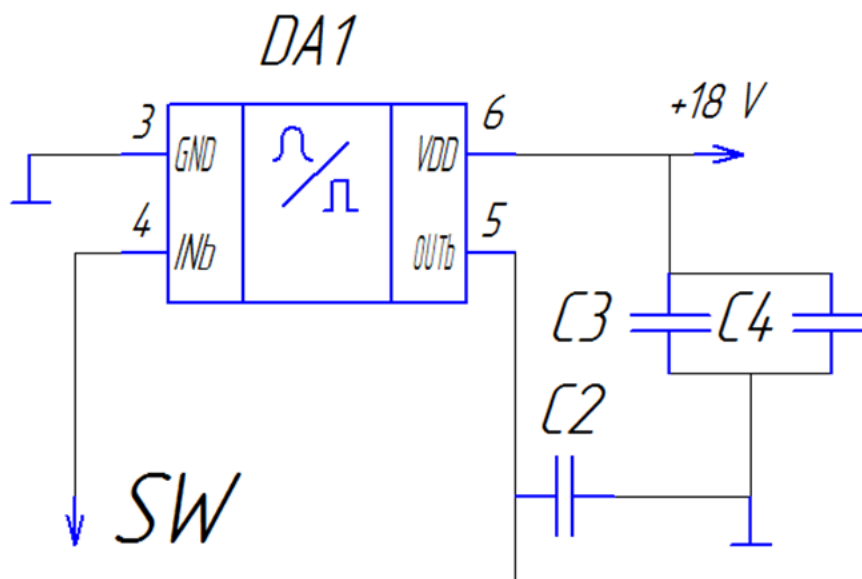 DA1
3 GND VDD 6
+18 V
4 INb OUTb 5
C3 C4
C2
SW